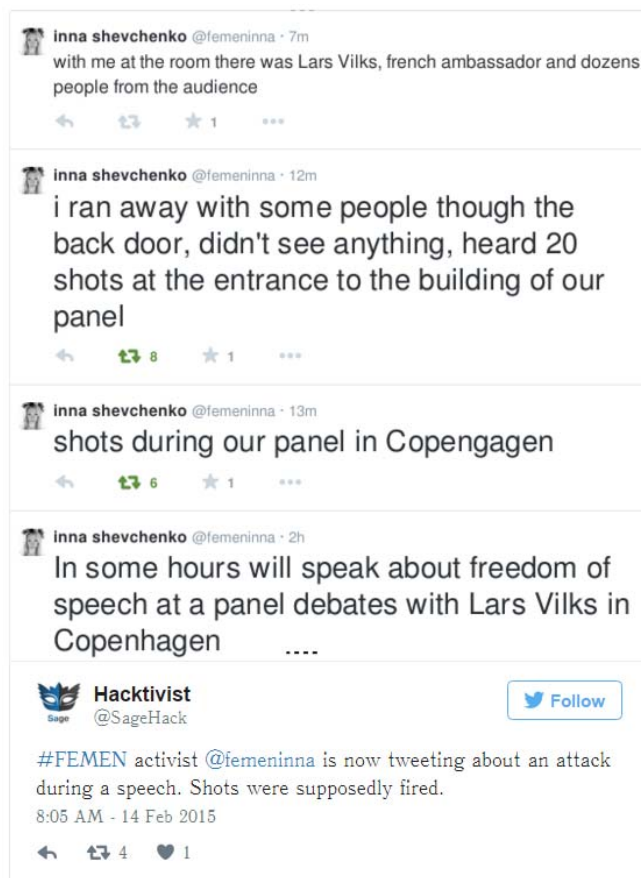 inna shevchenko @femeninna · 7m
with me at the room there was Lars Vilks, french ambassador and dozens
people from the audience
1
inna shevchenko @femeninna · 12m
i ran away with some people though the
back door, didn't see anything, heard 20
shots at the entrance to the building of our
panel
8 1
inna shevchenko @femeninna · 13m
shots during our panel in Copengagen
6 1
inna shevchenko @femeninna · 2h
In some hours will speak about freedom of
speech at a panel debates with Lars Vilks in
Copenhagen ....
Sage
Hacktivist
@SageHack
Follow
#FEMEN activist @femeninna is now tweeting about an attack
during a speech. Shots were supposedly fired.
8:05 AM - 14 Feb 2015
4 1